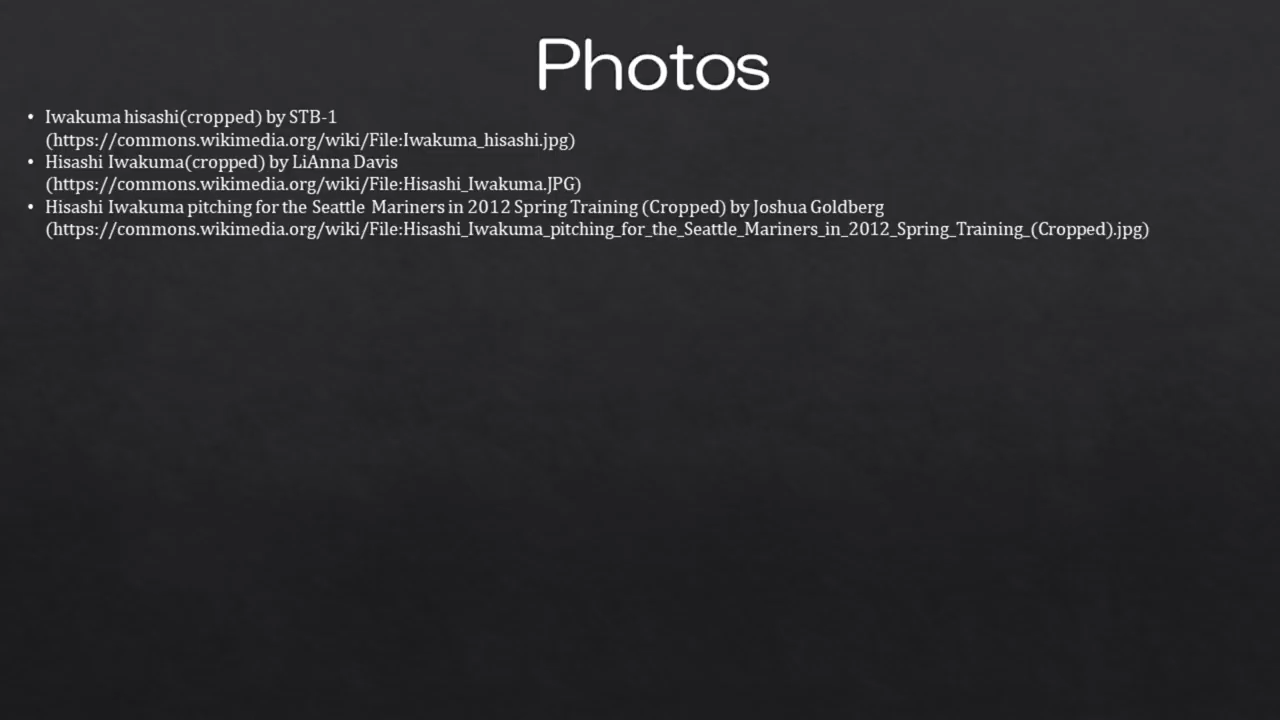 Photos
• Iwakuma hisashi(cropped) by STB-1
(https://commons.wikimedia.org/wiki/File:Iwakuma_hisashi.jpg)
• Hisashi Iwakuma(cropped) by LiAnna Davis
(https://commons.wikimedia.org/wiki/File:Hisashi_Iwakuma.JPG)
• Hisashi Iwakuma pitching for the Seattle Mariners in 2012 Spring Training (Cropped) by Joshua Goldberg
(https://commons.wikimedia.org/wiki/File:Hisashi_Iwakuma_pitching_for_the_Seattle_Mariners_in_2012_Spring_Training_(Cropped).jpg)